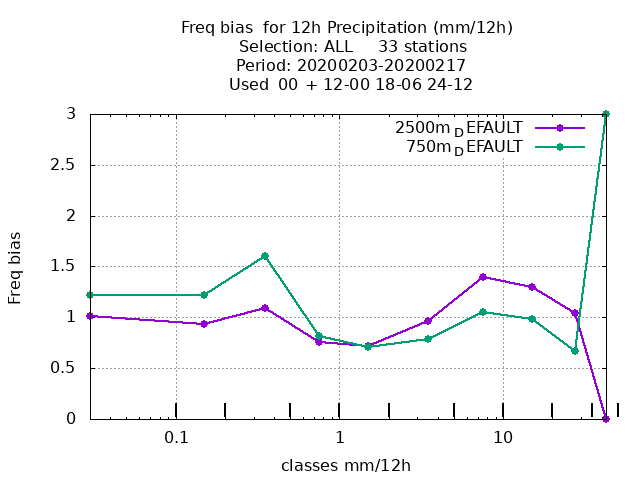 Freq bias  for 12h Precipitation (mm/12h)
Selection: ALL     33 stations
Period: 20200203-20200217
Used  00 + 12-00 18-06 24-12
2500m_DEFAULT
750m_DEFAULT
3
2.5
2
1.5
1
0.5
0
Freq bias
0.1 1 10
classes mm/12h